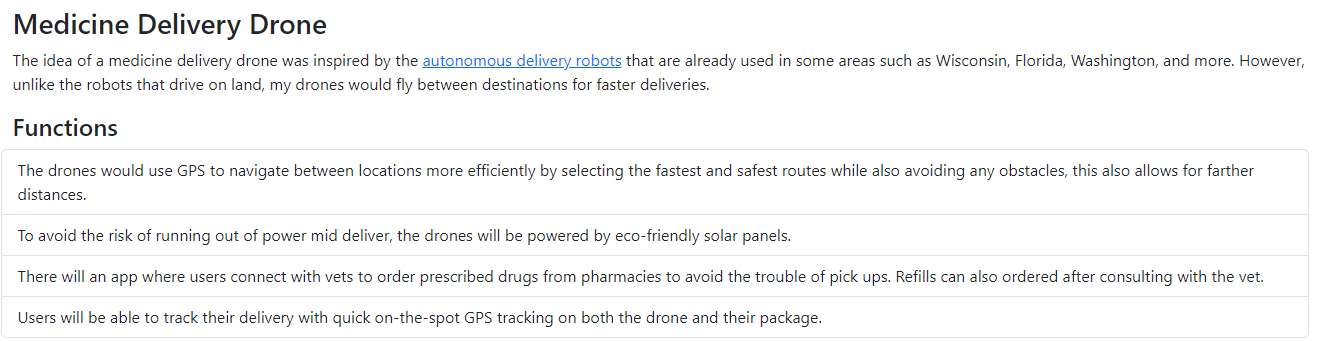 Medicine Delivery Drone
The idea of a medicine delivery drone was inspired by the autonomous delivery robots that are already used in some areas such as Wisconsin, Florida, Washington, and more. However,
unlike the robots that drive on land, my drones would fly between destinations for faster deliveries.
Functions
The drones would use GPS to navigate between locations more efficiently by selecting the fastest and safest routes while also avoiding any obstacles, this also allows for farther
distances.
To avoid the risk of running out of power mid deliver, the drones will be powered by eco-friendly solar panels.
There will an app where users connect with vets to order prescribed drugs from pharmacies to avoid the trouble of pick ups. Refills can also ordered after consulting with the vet.
Users will be able to track their delivery with quick on-the-spot GPS tracking on both the drone and their package.